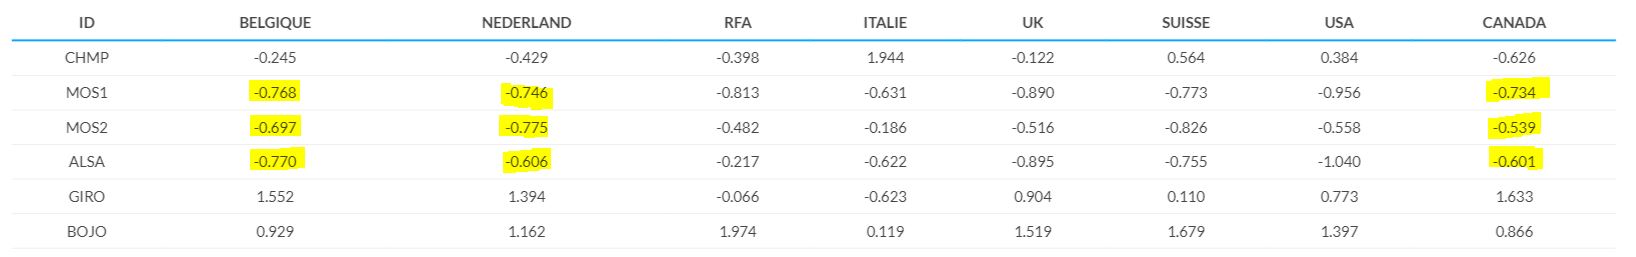 ID BELGIQUE NEDERLAND RFA ITALIE UK SUISSE USA CANADA
CHMP -0.245 -0.429 -0.398 1.944 -0.122 0.564 0.384 -0.626
MOS1 -0.768 -0.746 -0.813 -0.631 -0.890 -0.773 -0.956 -0.734
MOS2 -0.697 -0.775 -0.482 -0.186 -0.516 -0.826 -0.558 -0.539
ALSA -0.770 -0.606 -0.217 -0.622 -0.895 -0.755 -1.040 -0.601
GIRO 1.552 1.394 -0.066 -0.623 0.904 0.110 0.773 1.633
BOJO 0.929 1.162 1.974 0.119 1.519 1.679 1.397 0.866